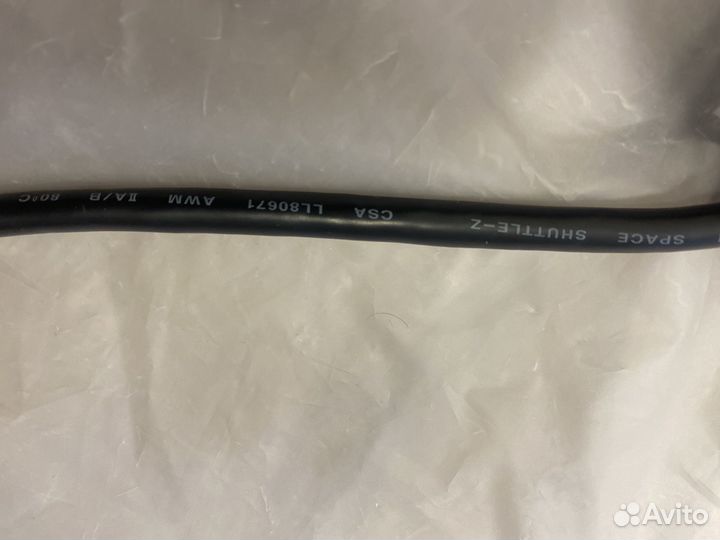 SPACE SHUTTLE-Z CSA LL80671 AWM IIA/B 80°C
Avito